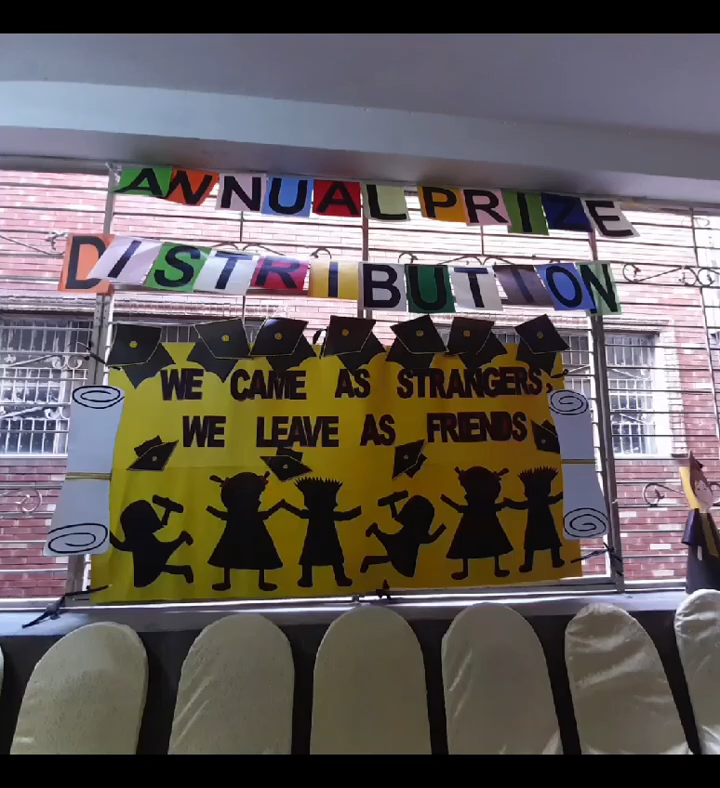 ANNUAL PRIZE
DISTRIBUTION
WE CAME AS STRANGERS,
WE LEAVE AS FRIENDS